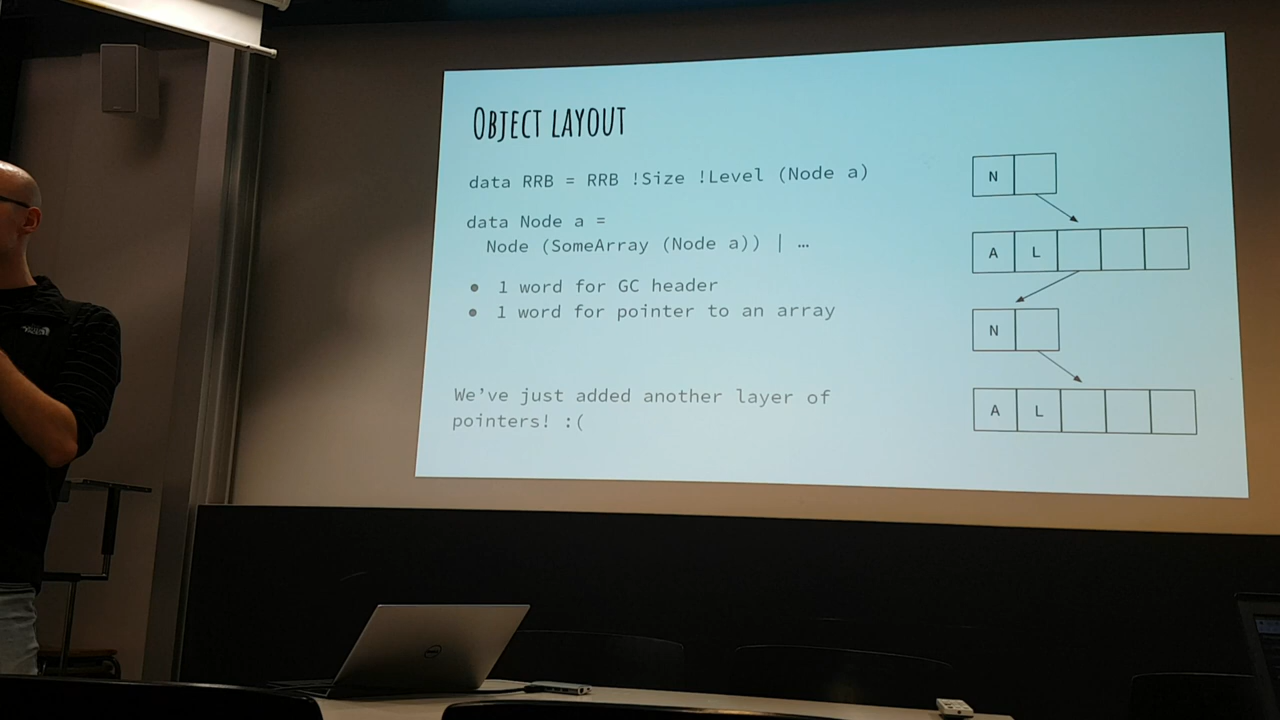 OBJECT LAYOUT
data RRB = RRB !Size !Level (Node a)
data Node a =
Node (SomeArray (Node a)) | …
• 1 word for GC header
• 1 word for pointer to an array
We've just added another layer of
pointers! :(
N
A L
N
A L
DELL